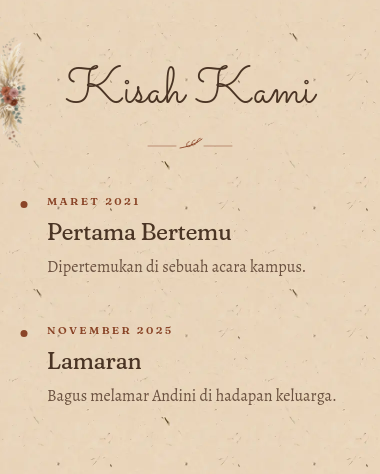 Kisah Kami
MARET 2021
Pertama Bertemu
Dipertemukan di sebuah acara kampus.
NOVEMBER 2025
Lamaran
Bagus melamar Andini di hadapan keluarga.